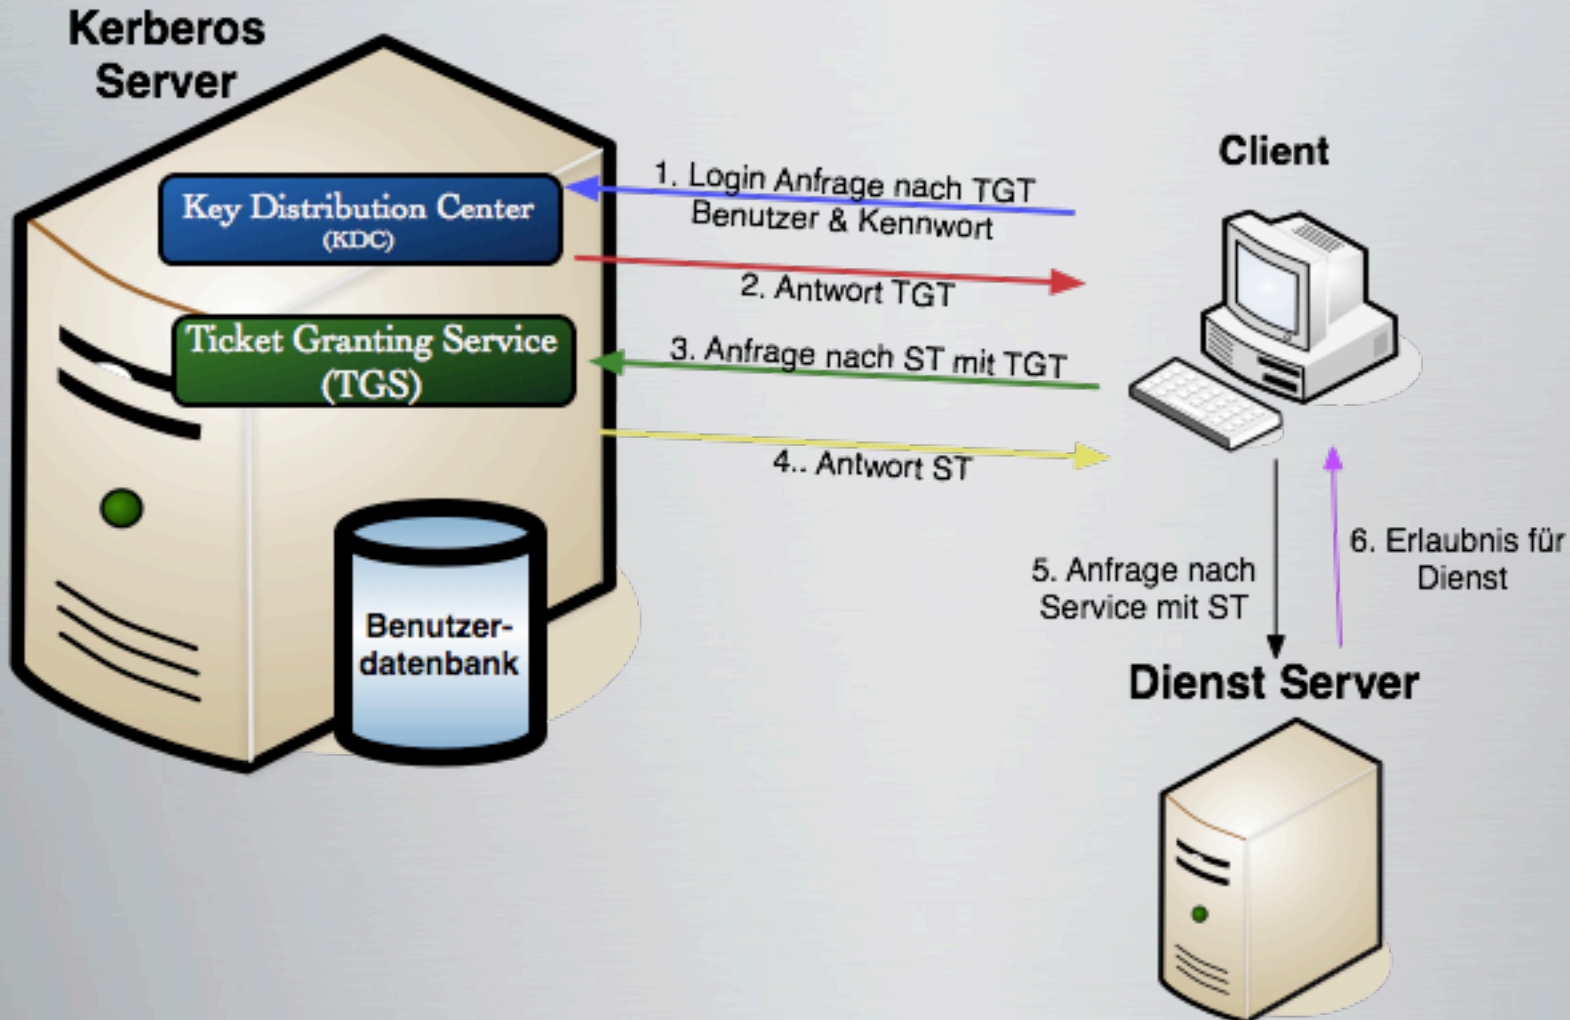 Kerberos
Server
Key Distribution Center
(KDC)
Ticket Granting Service
(TGS)
Benutzer-
datenbank
1. Login Anfrage nach TGT
Benutzer & Kennwort
2. Antwort TGT
3. Anfrage nach ST mit TGT
4.. Antwort ST
Client
5. Anfrage nach
Service mit ST
6. Erlaubnis für
Dienst
Dienst Server